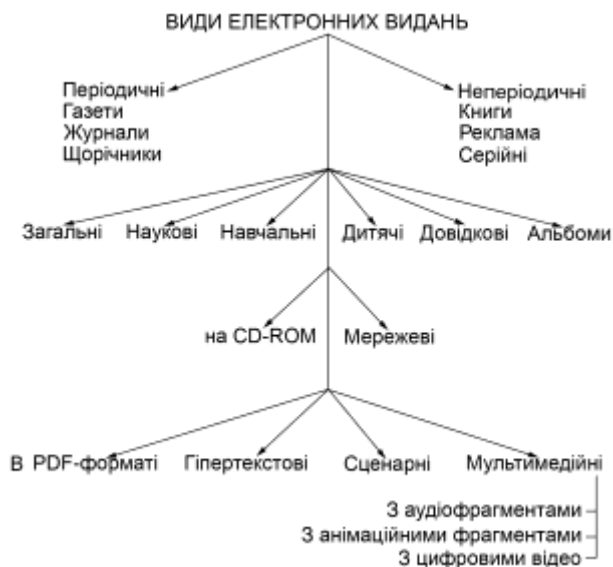 ВИДИ ЕЛЕКТРОННИХ ВИДАНЬ
Періодичні
Газети
Журнали
Щорічники
Неперіодичні
Книги
Реклама
Серійні
Загальні Наукові Навчальні Дитячі Довідкові Альбоми
на CD-ROM Мережеві
В PDF-форматі Гіпертекстові Сценарні Мультимедійні
З аудіофрагментами
З анімаційними фрагментами
З цифровими відео